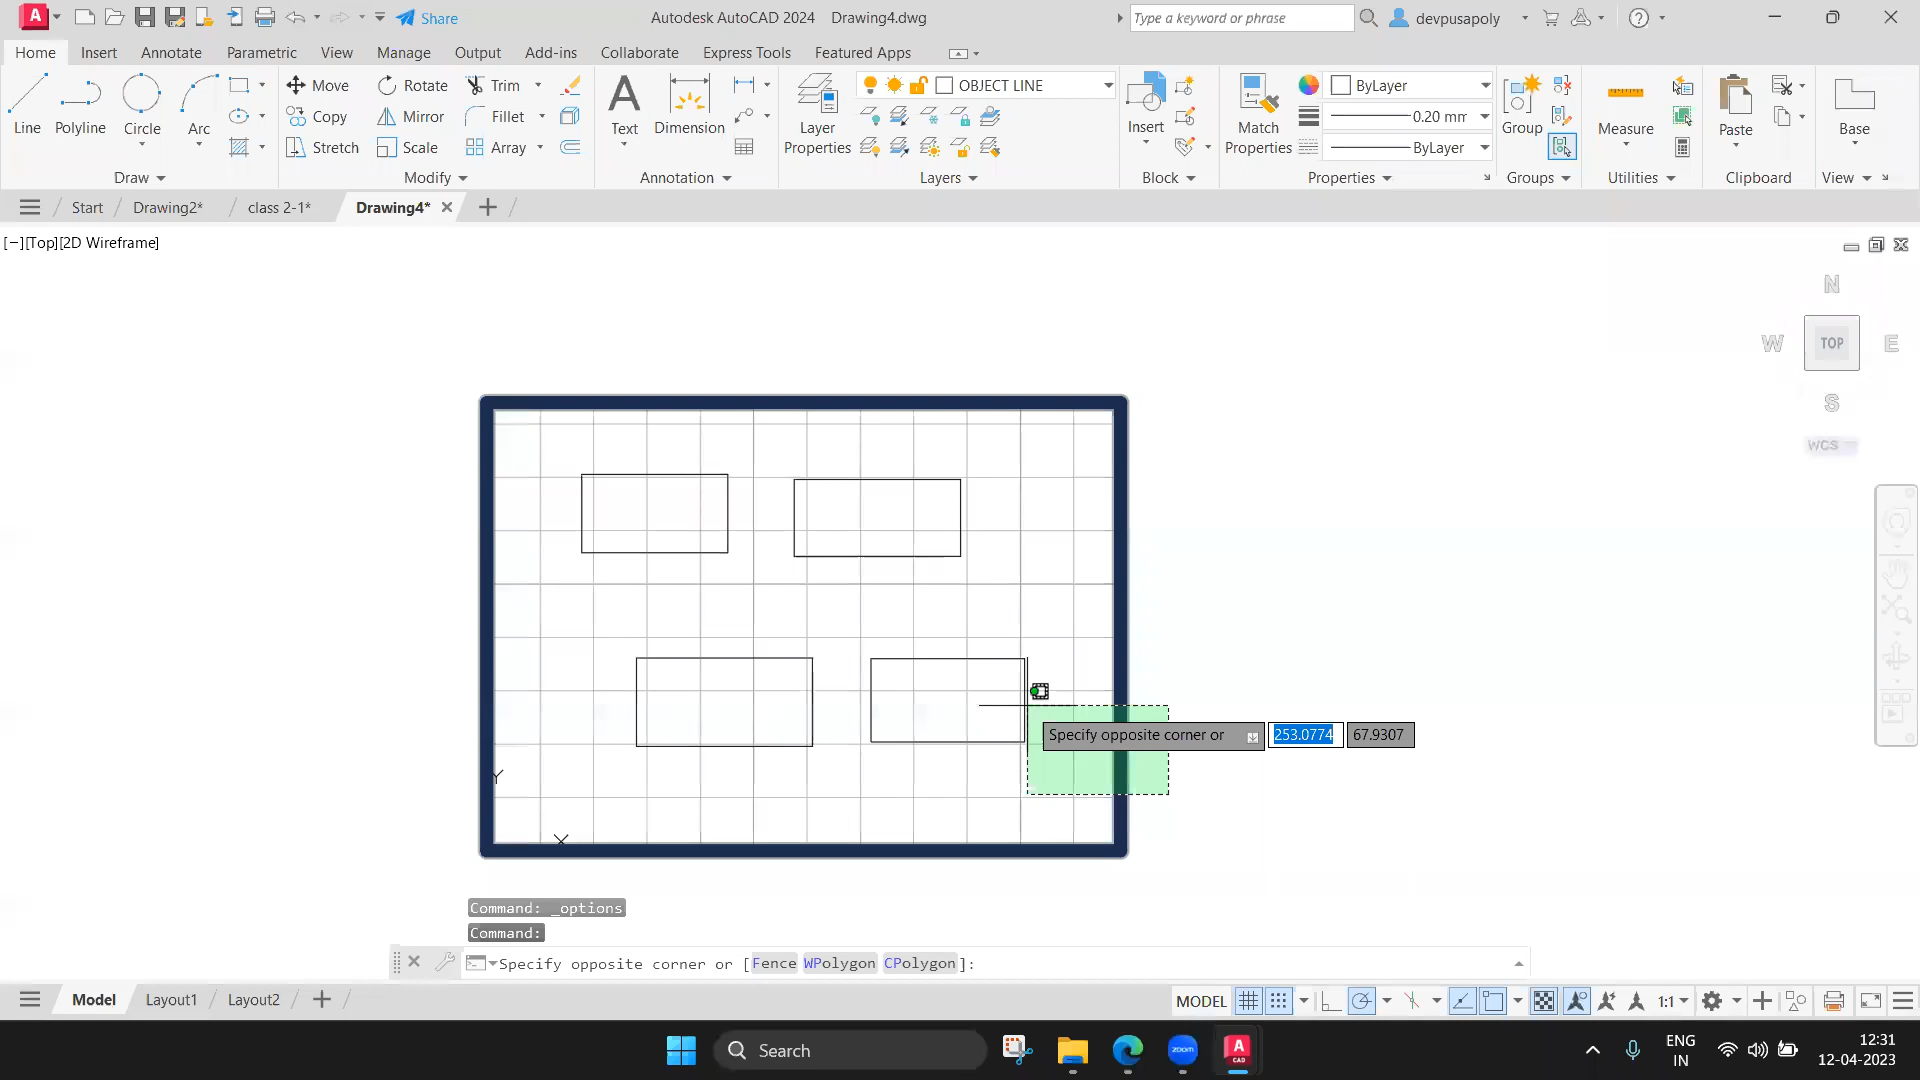 A CAD Share Autodesk AutoCAD 2024 Drawing4.dwg Type a keyword or phrase devpusapoly
Home Insert Annotate Parametric View Manage Output Add-ins Collaborate Express Tools Featured Apps
Line Polyline Circle Arc
Move Rotate Trim
Copy Mirror Fillet
Stretch Scale Array
Text Dimension
Layer Properties
OBJECT LINE
Insert
Match Properties
ByLayer
0.20 mm
ByLayer
Group
Measure
Paste
Base
Draw Modify Annotation Layers Block Properties Groups Utilities Clipboard View
Start Drawing2* class 2-1* Drawing4*
[−][Top][2D Wireframe]
N
W TOP E
S
WCS
Specify opposite corner or 253.0774 67.9307
Y
X
Command: _options
Command:
Specify opposite corner or [Fence WPolygon CPolygon]:
Model Layout1 Layout2 MODEL 1:1
Search zoom A CAD ENG IN 12:31
12-04-2023